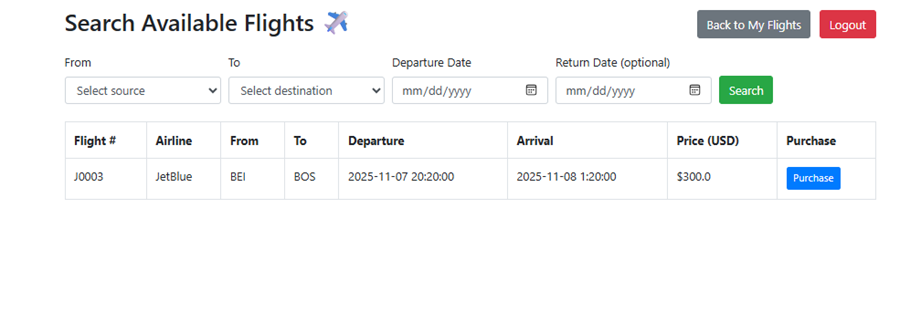 Search Available Flights ✈️
Back to My Flights
Logout
From
To
Departure Date
Return Date (optional)
Select source
Select destination
mm/dd/yyyy
mm/dd/yyyy
Search
Flight # Airline From To Departure Arrival Price (USD) Purchase
J0003 JetBlue BEI BOS 2025-11-07 20:20:00 2025-11-08 1:20:00 $300.0 Purchase